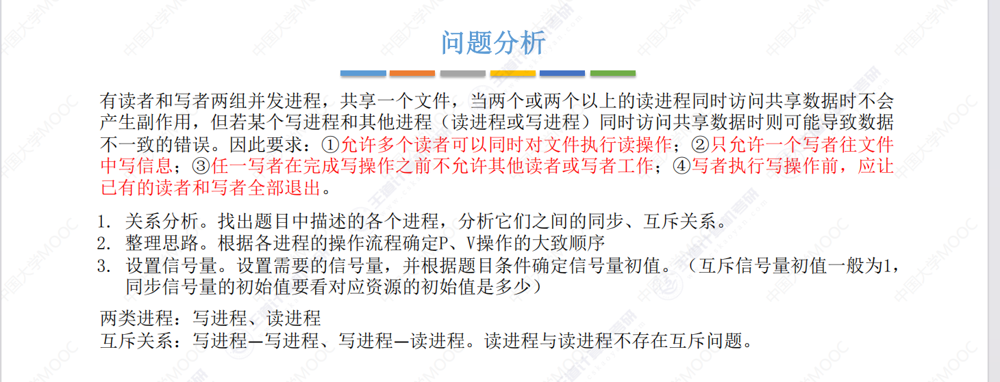 问题分析
有读者和写者两组并发进程，共享一个文件，当两个或两个以上的读进程同时访问共享数据时不会
产生副作用，但若某个写进程和其他进程（读进程或写进程）同时访问共享数据时则可能导致数据
不一致的错误。因此要求：①允许多个读者可以同时对文件执行读操作；②只允许一个写者往文件
中写信息；③任一写者在完成写操作之前不允许其他读者或写者工作；④写者执行写操作前，应让
已有的读者和写者全部退出。
1. 关系分析。找出题目中描述的各个进程，分析它们之间的同步、互斥关系。
2. 整理思路。根据各进程的操作流程确定P、V操作的大致顺序
3. 设置信号量。设置需要的信号量，并根据题目条件确定信号量初值。（互斥信号量初值一般为1，
同步信号量的初始值要看对应资源的初始值是多少）
两类进程：写进程、读进程
互斥关系：写进程—写进程、写进程—读进程。读进程与读进程不存在互斥问题。